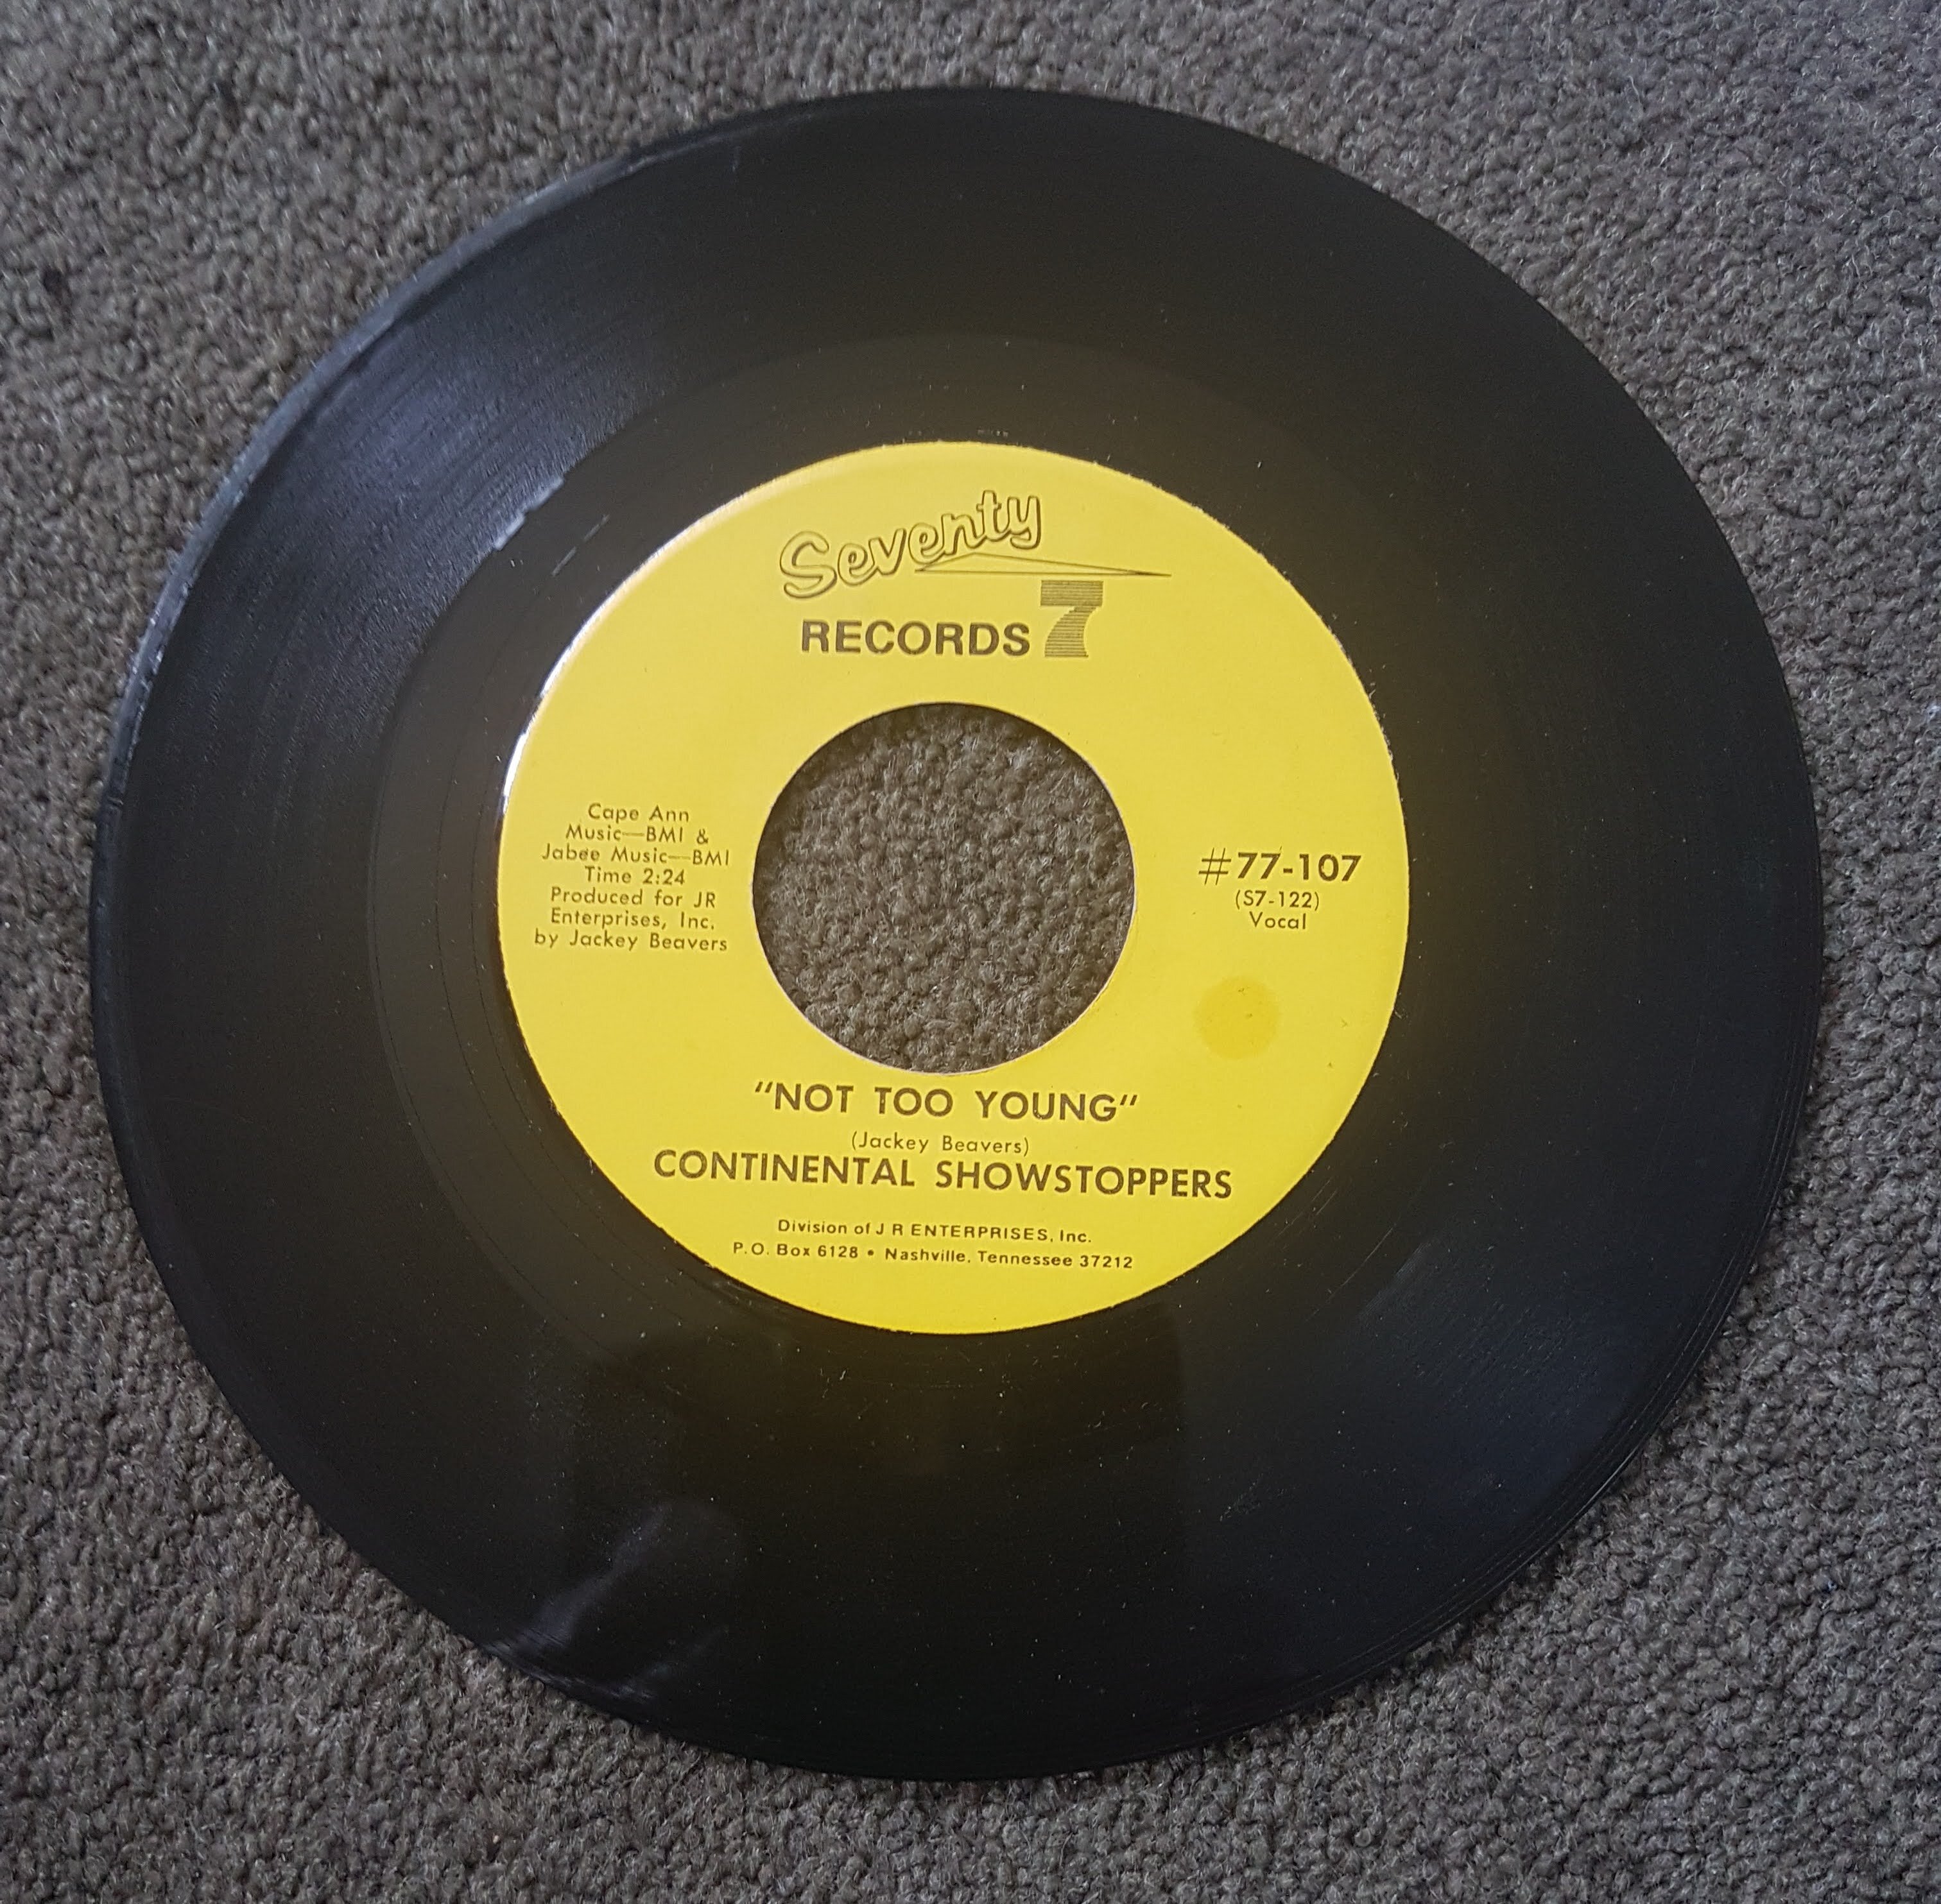 Seventy
RECORDS 7
Cape Ann
Music—BMI &
Jabee Music—BMI
Time 2:24
Produced for JR
Enterprises, Inc.
by Jackey Beavers
#77-107
(S7-122)
Vocal
"NOT TOO YOUNG"
(Jackey Beavers)
CONTINENTAL SHOWSTOPPERS
Division of J R ENTERPRISES, Inc.
P.O. Box 6128 • Nashville, Tennessee 37212